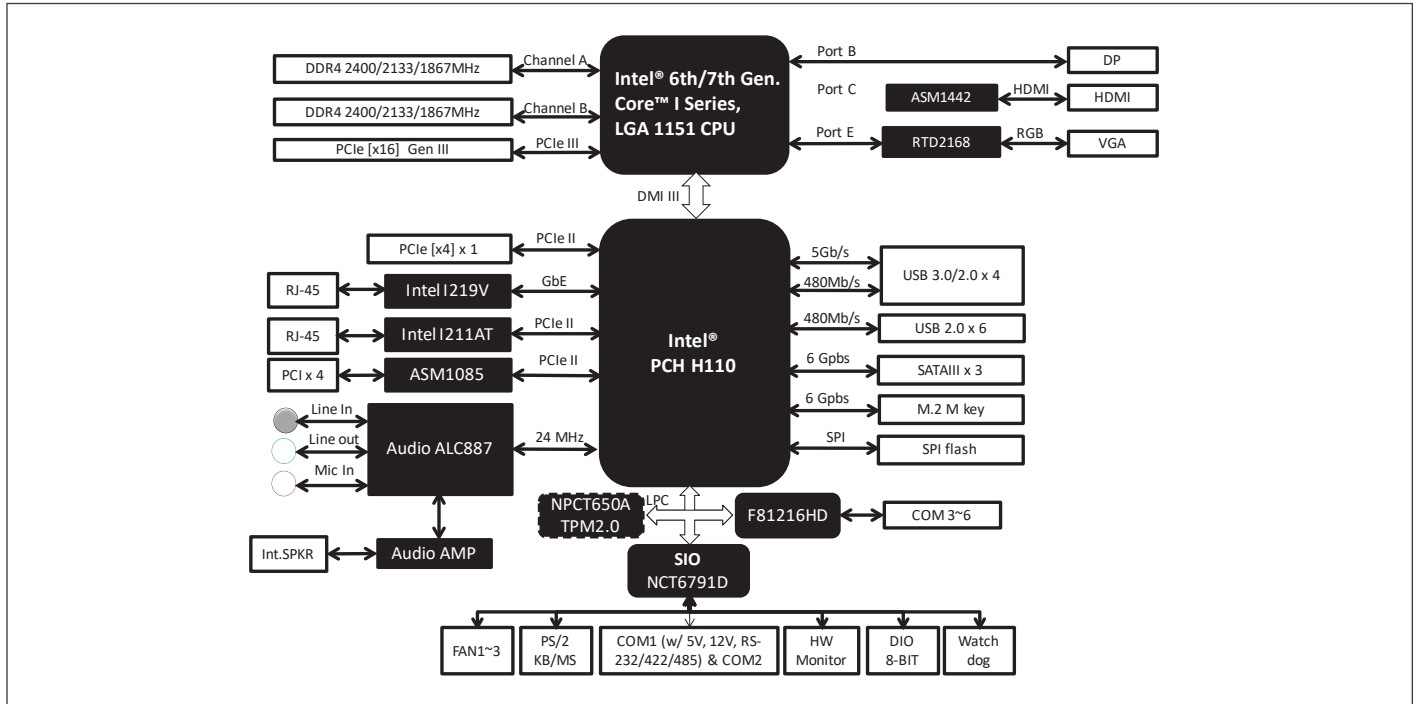 DDR4 2400/2133/1867MHz
Channel A
DDR4 2400/2133/1867MHz
Channel B
PCIe [x16] Gen III
PCIe III
Intel® 6th/7th Gen.
Core™ I Series,
LGA 1151 CPU
Port B
DP
Port C
ASM1442
HDMI
HDMI
Port E
RTD2168
RGB
VGA
DMI III
PCIe [x4] x 1
PCIe II
RJ-45
Intel I219V
GbE
RJ-45
Intel I211AT
PCIe II
PCI x 4
ASM1085
PCIe II
Line In
Line out
Mic In
Audio ALC887
24 MHz
Int.SPKR
Audio AMP
Intel®
PCH H110
5Gb/s
480Mb/s
USB 3.0/2.0 x 4
480Mb/s
USB 2.0 x 6
6 Gpbs
SATAIII x 3
6 Gpbs
M.2 M key
SPI
SPI flash
NPCT650A
TPM2.0
LPC
F81216HD
COM 3~6
SIO
NCT6791D
FAN1~3
PS/2
KB/MS
COM1 (w/ 5V, 12V, RS-
232/422/485) & COM2
HW
Monitor
DIO
8-BIT
Watch
dog